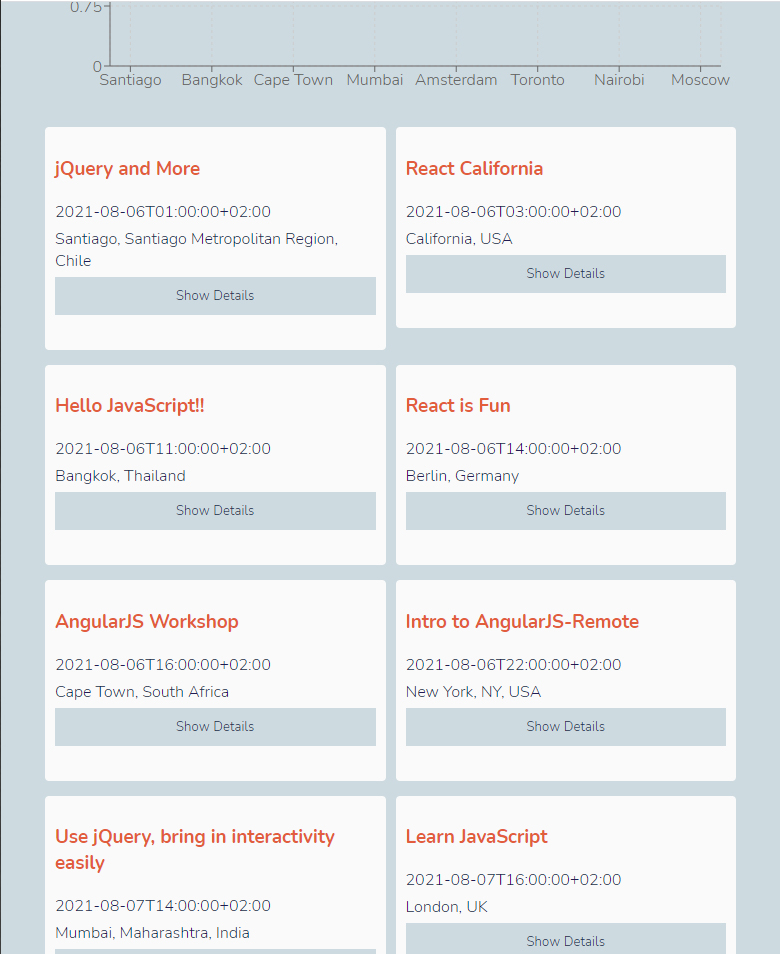 0.75
0
Santiago Bangkok Cape Town Mumbai Amsterdam Toronto Nairobi Moscow
jQuery and More
2021-08-06T01:00:00+02:00
Santiago, Santiago Metropolitan Region,
Chile
Show Details
React California
2021-08-06T03:00:00+02:00
California, USA
Show Details
Hello JavaScript!!
2021-08-06T11:00:00+02:00
Bangkok, Thailand
Show Details
React is Fun
2021-08-06T14:00:00+02:00
Berlin, Germany
Show Details
AngularJS Workshop
2021-08-06T16:00:00+02:00
Cape Town, South Africa
Show Details
Intro to AngularJS-Remote
2021-08-06T22:00:00+02:00
New York, NY, USA
Show Details
Use jQuery, bring in interactivity
easily
2021-08-07T14:00:00+02:00
Mumbai, Maharashtra, India
Learn JavaScript
2021-08-07T16:00:00+02:00
London, UK
Show Details